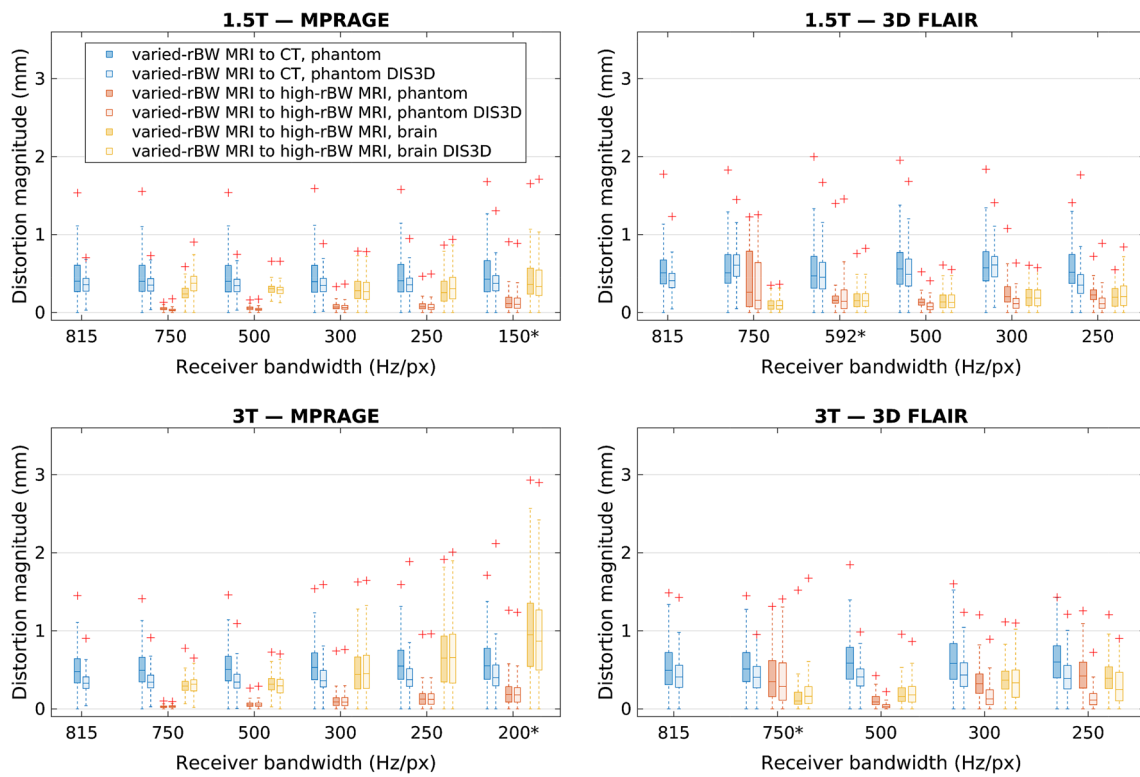 1.5T — MPRAGE
Distortion magnitude (mm)
3
2
1
0
varied-rBW MRI to CT, phantom
varied-rBW MRI to CT, phantom DIS3D
varied-rBW MRI to high-rBW MRI, phantom
varied-rBW MRI to high-rBW MRI, phantom DIS3D
varied-rBW MRI to high-rBW MRI, brain
varied-rBW MRI to high-rBW MRI, brain DIS3D
815 750 500 300 250 150*
Receiver bandwidth (Hz/px)
1.5T — 3D FLAIR
Distortion magnitude (mm)
3
2
1
0
815 750 592* 500 300 250
Receiver bandwidth (Hz/px)
3T — MPRAGE
Distortion magnitude (mm)
3
2
1
0
815 750 500 300 250 200*
Receiver bandwidth (Hz/px)
3T — 3D FLAIR
Distortion magnitude (mm)
3
2
1
0
815 750* 500 300 250
Receiver bandwidth (Hz/px)